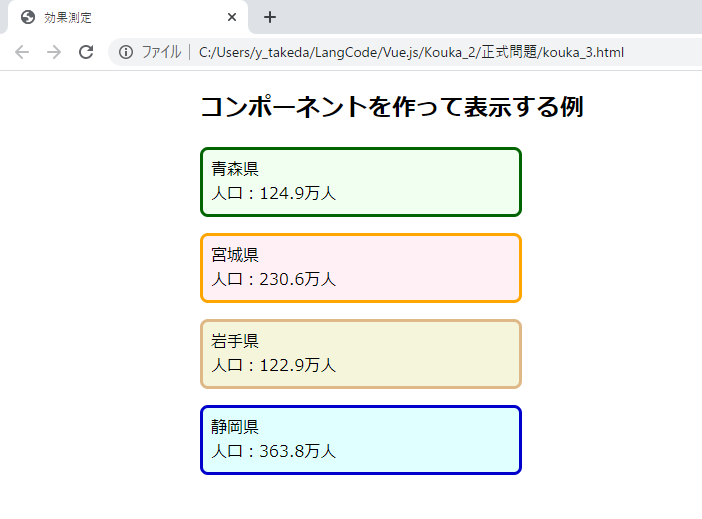 効果測定
ファイル | C:/Users/y_takeda/LangCode/Vue.js/Kouka_2/正式問題/kouka_3.html
コンポーネントを作って表示する例
青森県
人口：124.9万人
宮城県
人口：230.6万人
岩手県
人口：122.9万人
静岡県
人口：363.8万人